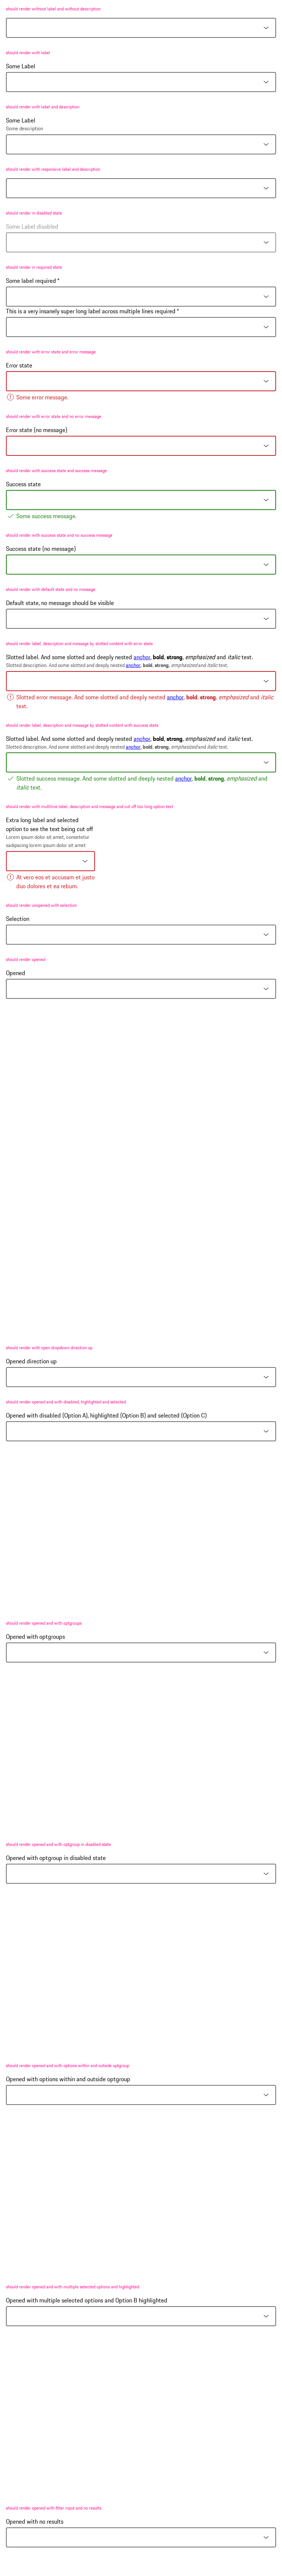 should render without label and without description
should render with label
Some Label
should render with label and description
Some Label
Some description
should render with responsive label and description
should render in disabled state
Some Label disabled
should render in required state
Some label required *
This is a very insanely super long label across multiple lines required *
should render with error state and error message
Error state
Some error message.
should render with error state and no error message
Error state (no message)
should render with success state and success message
Success state
Some success message.
should render with success state and no success message
Success state (no message)
should render with default state and no message
Default state, no message should be visible
should render label, description and message by slotted content with error state
Slotted label. And some slotted and deeply nested anchor, bold, strong, emphasized and italic text.
Slotted description. And some slotted and deeply nested anchor, bold, strong, emphasized and italic text.
Slotted error message. And some slotted and deeply nested anchor, bold, strong, emphasized and italic
text.
should render label, description and message by slotted content with success state
Slotted label. And some slotted and deeply nested anchor, bold, strong, emphasized and italic text.
Slotted description. And some slotted and deeply nested anchor, bold, strong, emphasized and italic text.
Slotted success message. And some slotted and deeply nested anchor, bold, strong, emphasized and
italic text.
should render with multiline label, description and message and cut off too long option text
Extra long label and selected
option to see the text being cut off
Lorem ipsum dolor sit amet, consetetur
sadipscing lorem ipsum dolor sit amet
At vero eos et accusam et justo
duo dolores et ea rebum.
should render unopened with selection
Selection
should render opened
Opened
should render with open dropdown direction up
Opened direction up
should render opened and with disabled, highlighted and selected
Opened with disabled (Option A), highlighted (Option B) and selected (Option C)
should render opened and with optgroups
Opened with optgroups
should render opened and with optgroup in disabled state
Opened with optgroup in disabled state
should render opened and with options within and outside optgroup
Opened with options within and outside optgroup
should render opened and with multiple selected options and highlighted
Opened with multiple selected options and Option B highlighted
should render opened with filter input and no results
Opened with no results